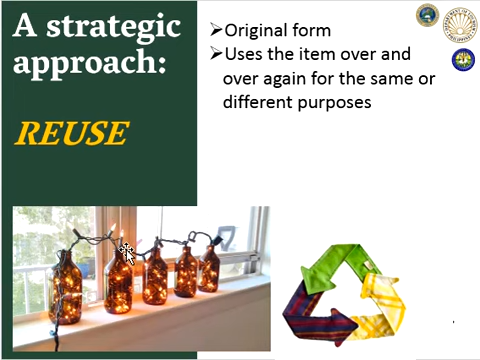 A strategic
approach:
REUSE
➢Original form
➢Uses the item over and
over again for the same or
different purposes